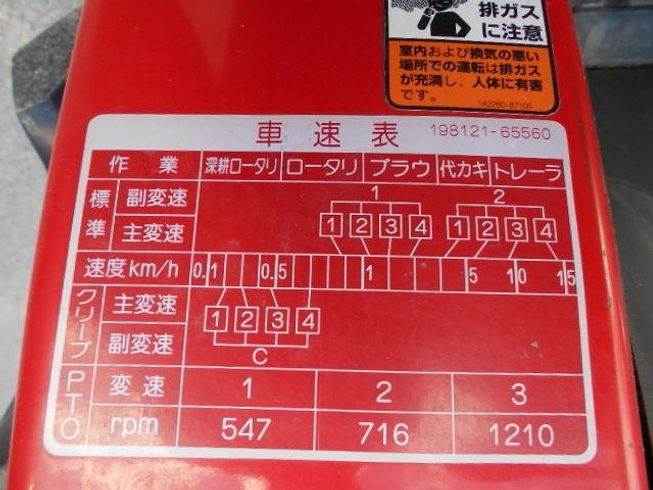 排ガス
に注意
室内および換気の悪い
場所での運転は排ガス
が充満し、人体に有害
です。
1A2260-87100
車速表 198121-65560
作業 深耕ロータリ ロータリ プラウ 代カキ トレーラ
標準 副変速 1 2
主変速 1 2 3 4 1 2 3 4
速度km/h 0.1 0.5 1 5 10 15
クリープ 主変速 1 2 3 4
副変速 C
PTO 変速 1 2 3
rpm 547 716 1210